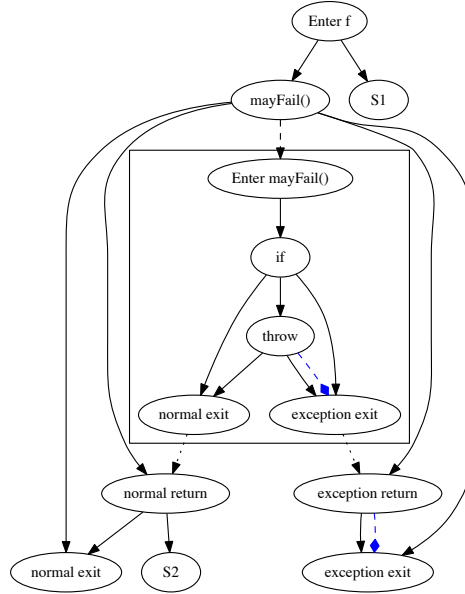 Enter f
mayFail()
S1
Enter mayFail()
if
throw
normal exit
exception exit
normal return
exception return
normal exit
S2
exception exit